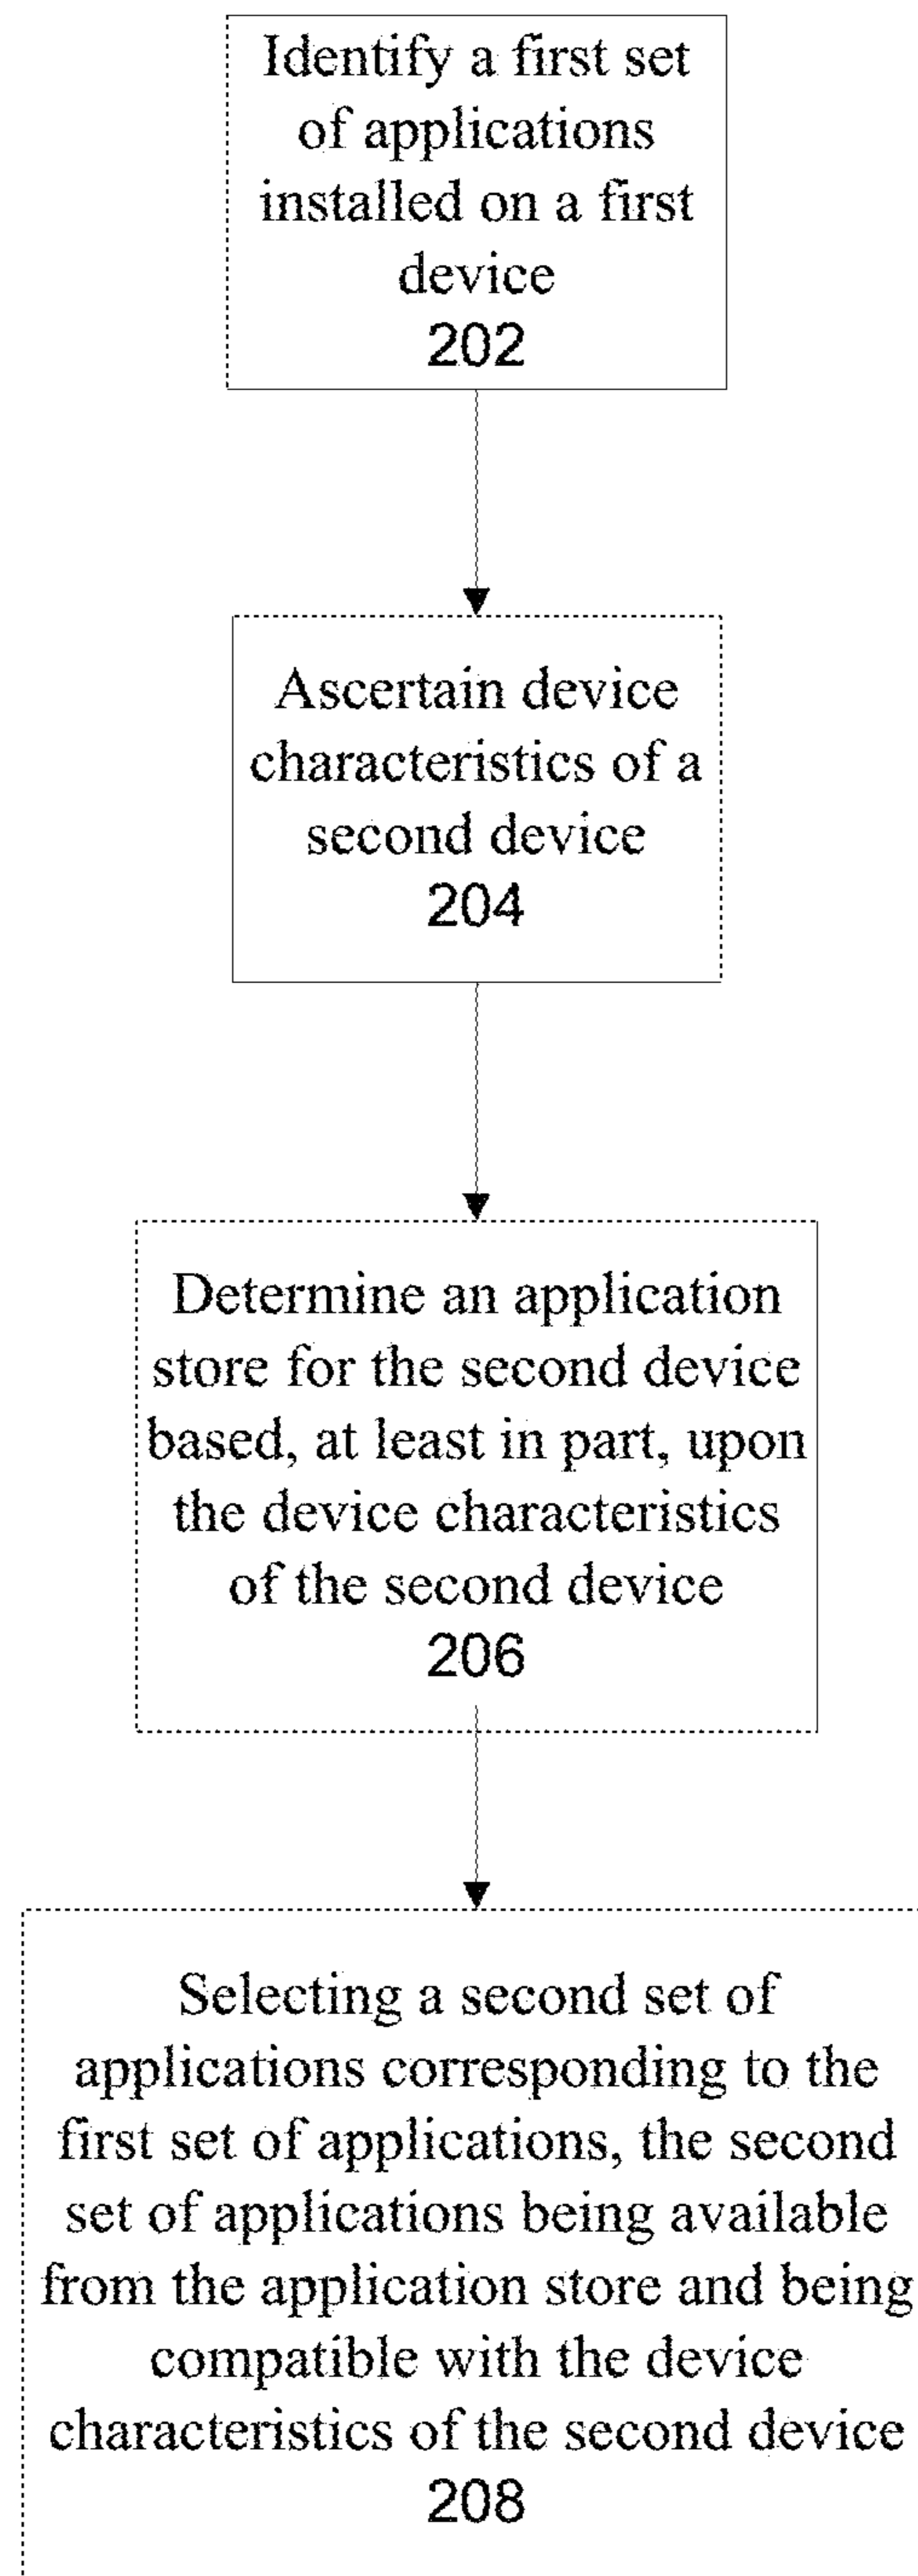 Identify a first set
of applications
installed on a first
device
202
Ascertain device
characteristics of a
second device
204
Determine an application
store for the second device
based, at least in part, upon
the device characteristics
of the second device
206
Selecting a second set of
applications corresponding to the
first set of applications, the second
set of applications being available
from the application store and being
compatible with the device
characteristics of the second device
208